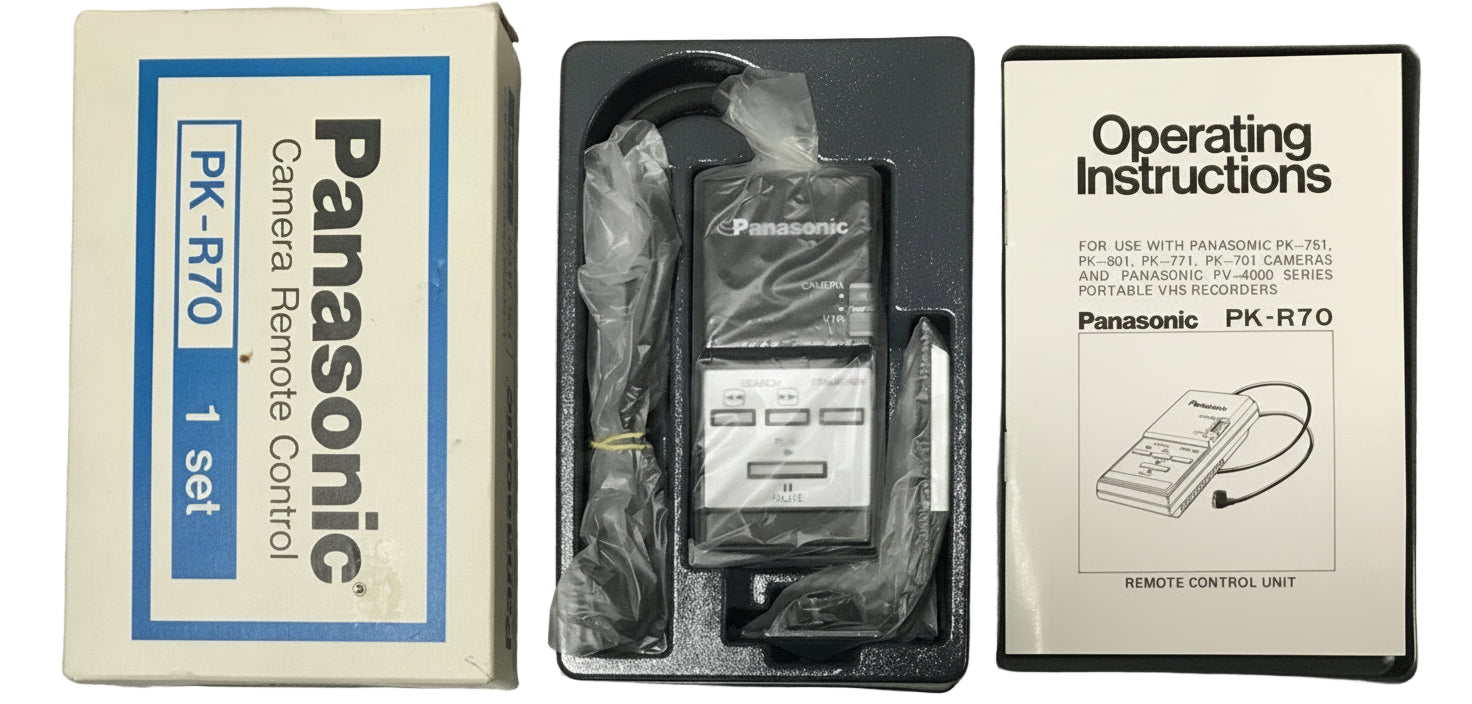 Panasonic®
Camera Remote Control
PK-R70
1 set
Panasonic
VTR
PAUSE
Operating
Instructions
FOR USE WITH PANASOMIC PK–751,
PK–801, PK–771, PK–701 CAMERAS
AND PANASONIC PV–4000 SERIES
PORTABLE VHS RECORDERS
Panasonic PK-R70
Panasonic
REMOTE CONTROL UNIT